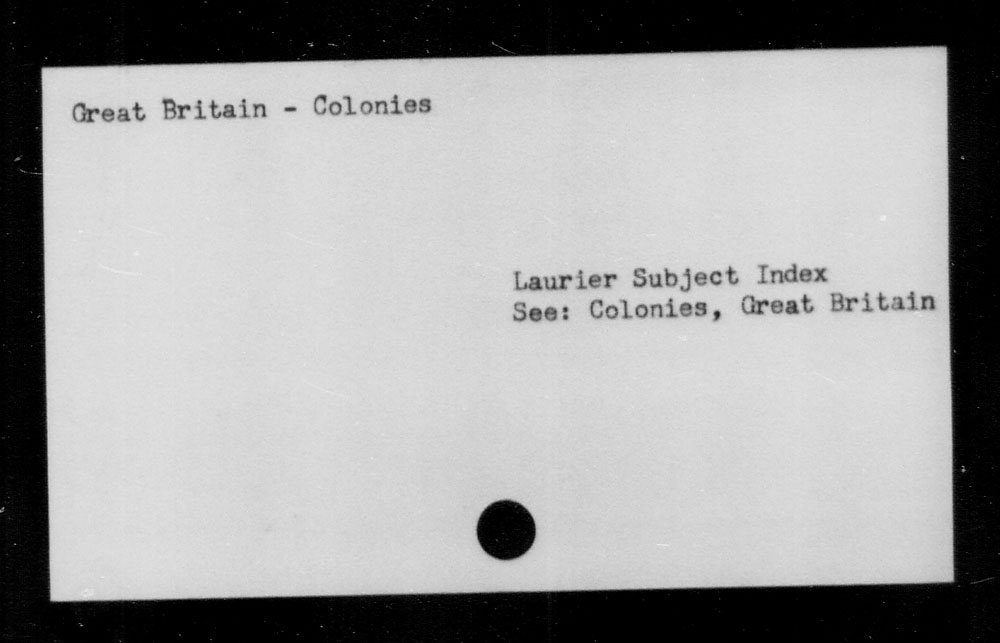 Great Britain - Colonies
Laurier Subject Index
See: Colonies, Great Britain